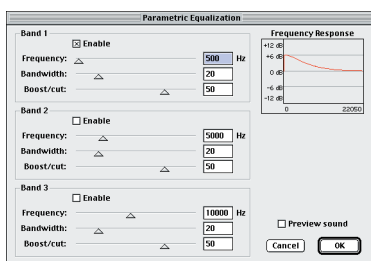 Parametric Equalization
Band 1
Enable
Frequency: 500 Hz
Bandwidth: 20
Boost/cut: 50
Band 2
Enable
Frequency: 5000 Hz
Bandwidth: 20
Boost/cut: 50
Band 3
Enable
Frequency: 10000 Hz
Bandwidth: 20
Boost/cut: 50
Frequency Response
+12 dB
+6 dB
0 dB
-6 dB
-12 dB
0 22050
Preview sound
Cancel OK